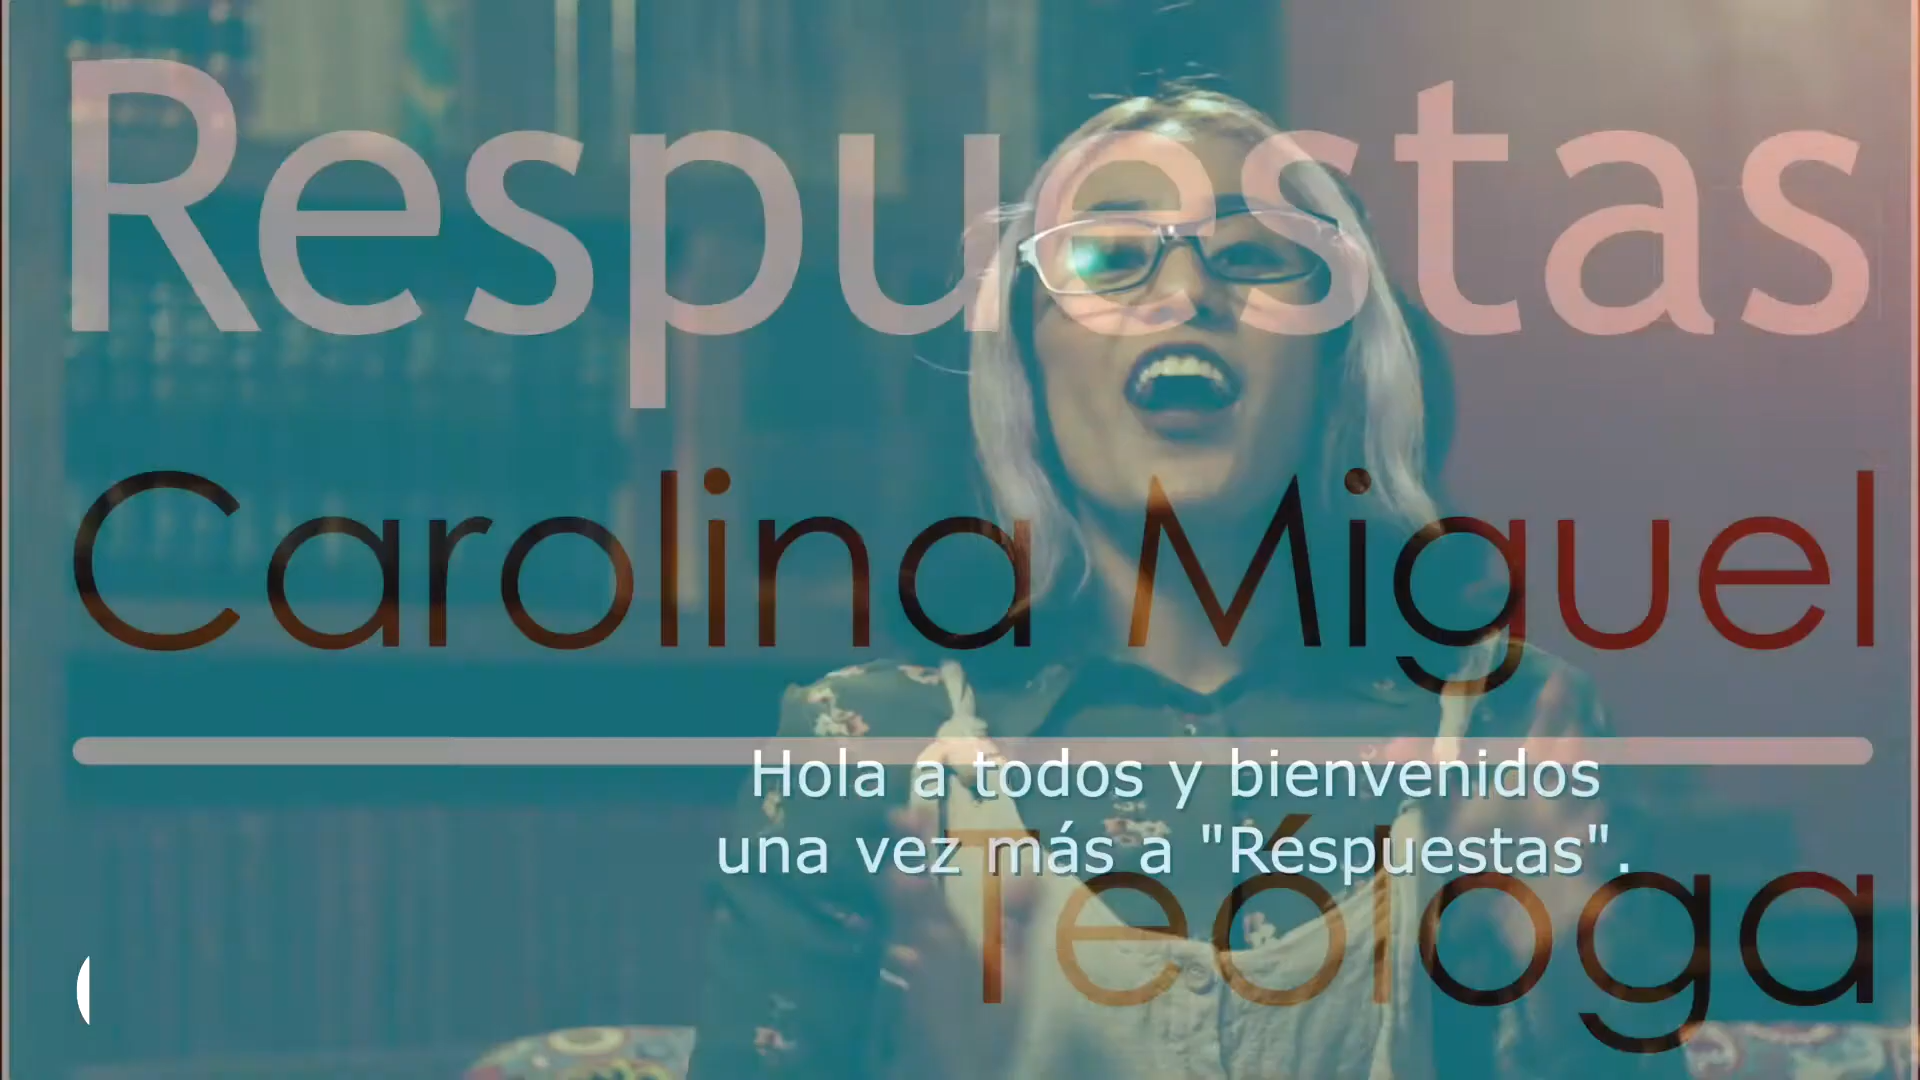 Respuestas
Carolina Miguel
Hola a todos y bienvenidos
una vez más a "Respuestas".
Teóloga